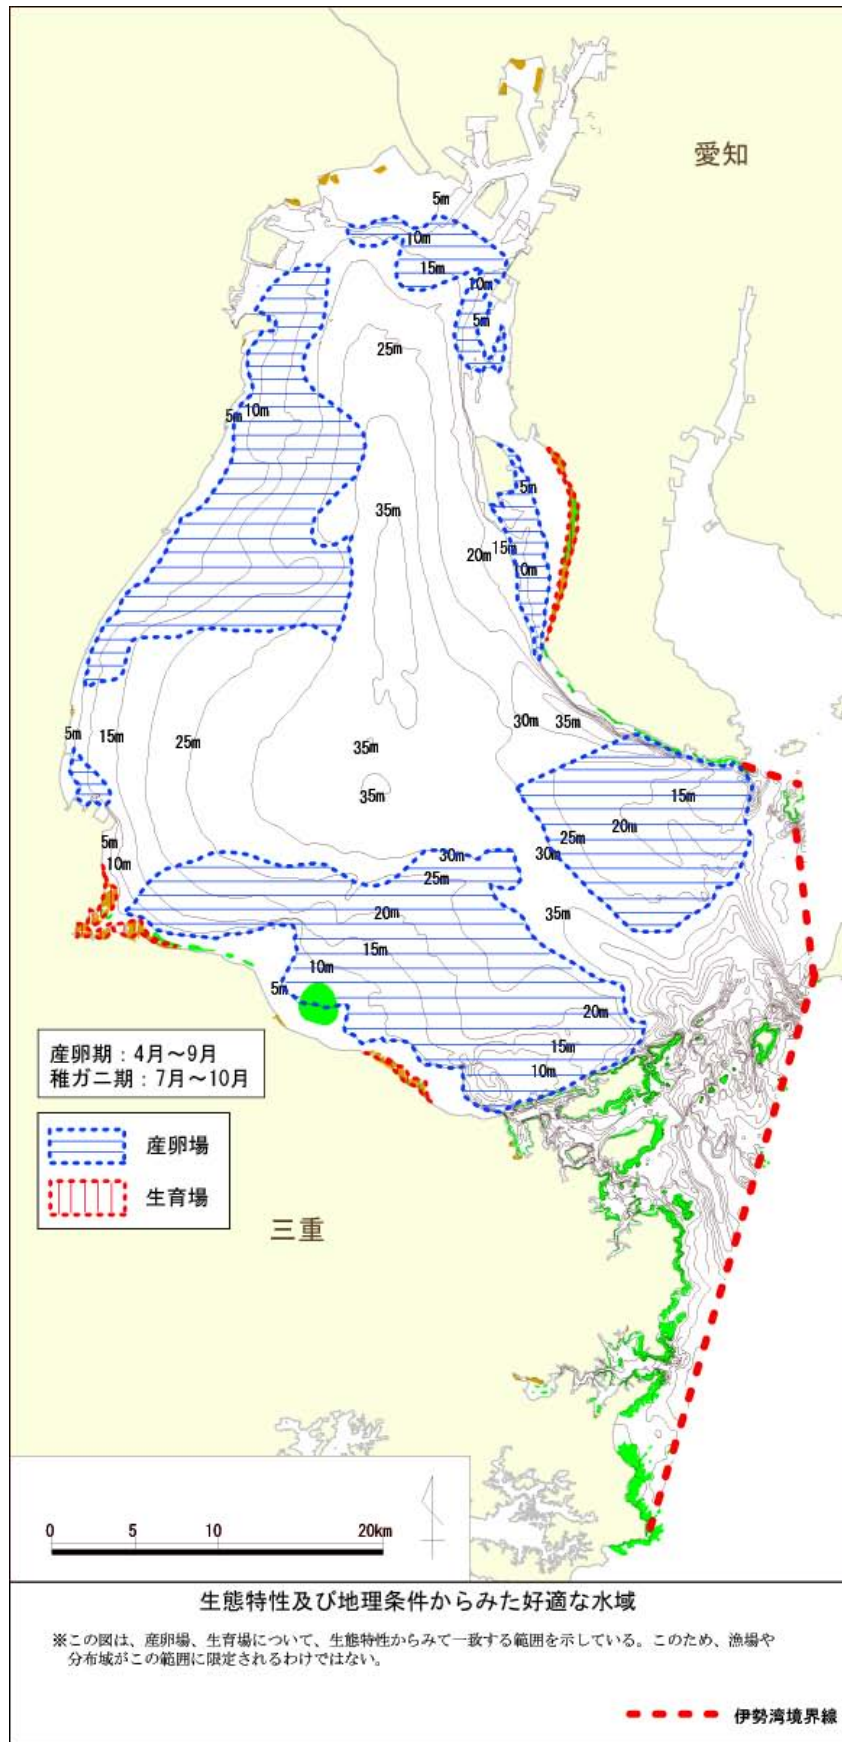 愛知
5m
10m
15m
10m
5m
25m
5m
10m
5m
35m
15m
20m
10m
30m
35m
5m
15m
25m
35m
35m
15m
20m
25m
30m
5m
10m
30m
25m
20m
35m
15m
10m
5m
20m
15m
10m
産卵期:4月~9月
稚ガニ期:7月~10月
産卵場
生育場
三重
0 5 10 20km
生態特性及び地理条件からみた好適な水域
※この図は、産卵場、生育場について、生態特性からみて一致する範囲を示している。このため、漁場や
分布域がこの範囲に限定されるわけではない。
伊勢湾境界線